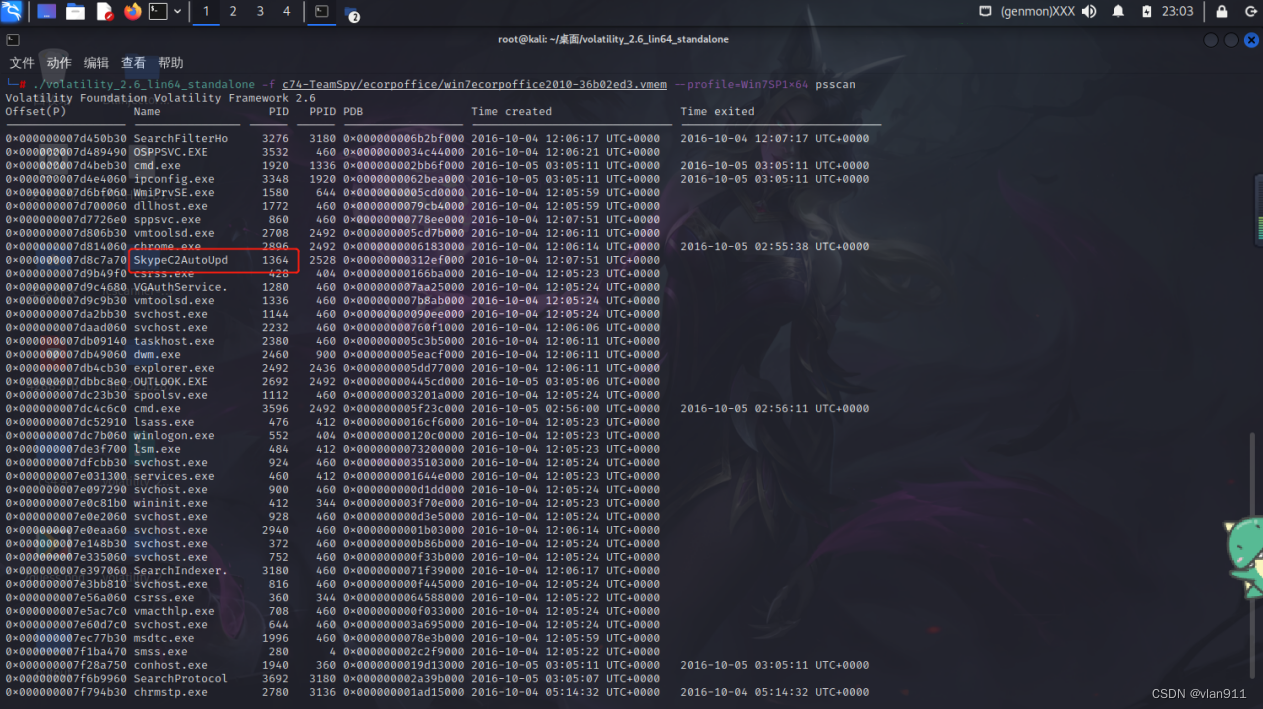 1 2 3 4 2 (genmon)XXX 23:03
root@kali: ~/桌面/volatility_2.6_lin64_standalone
文件 动作 编辑 查看 帮助
└─# ./volatility_2.6_lin64_standalone -f c74-TeamSpy/ecorpoffice/win7ecorpoffice2010-36b02ed3.vmem --profile=Win7SP1×64 psscan
Volatility Foundation Volatility Framework 2.6
Offset(P) Name PID PPID PDB Time created Time exited
0×000000007d450b30 SearchFilterHo 3276 3180 0×000000006b2bf000 2016-10-04 12:06:17 UTC+0000 2016-10-04 12:07:17 UTC+0000
0×000000007d489490 OSPPSVC.EXE 3532 460 0×0000000034c44000 2016-10-04 12:06:21 UTC+0000
0×000000007d4beb30 cmd.exe 1920 1336 0×000000002bb6f000 2016-10-05 03:05:11 UTC+0000 2016-10-05 03:05:11 UTC+0000
0×000000007d4e4060 ipconfig.exe 3348 1920 0×0000000062bea000 2016-10-05 03:05:11 UTC+0000 2016-10-05 03:05:11 UTC+0000
0×000000007d6bf060 WmiPrvSE.exe 1580 644 0×0000000005cd0000 2016-10-04 12:05:59 UTC+0000
0×000000007d700060 dllhost.exe 1772 460 0×0000000079cb4000 2016-10-04 12:05:59 UTC+0000
0×000000007d7726e0 sppsvc.exe 860 460 0×00000000778ee000 2016-10-04 12:07:51 UTC+0000
0×000000007d806b30 vmtoolsd.exe 2708 2492 0×000000005cd7b000 2016-10-04 12:06:11 UTC+0000
0×000000007d814060 chrome.exe 2896 2492 0×0000000006183000 2016-10-04 12:06:14 UTC+0000 2016-10-05 02:55:38 UTC+0000
0×000000007d8c7a70 SkypeC2AutoUpd 1364 2528 0×00000000312ef000 2016-10-04 12:07:51 UTC+0000
0×000000007d9b49f0 csrss.exe 428 404 0×00000000166ba000 2016-10-04 12:05:23 UTC+0000
0×000000007d9c4680 VGAuthService. 1280 460 0×000000007aa25000 2016-10-04 12:05:24 UTC+0000
0×000000007d9c9b30 vmtoolsd.exe 1336 460 0×000000007b8ab000 2016-10-04 12:05:24 UTC+0000
0×000000007da2bb30 svchost.exe 1144 460 0×00000000090ee000 2016-10-04 12:05:24 UTC+0000
0×000000007daad060 svchost.exe 2232 460 0×00000000760f1000 2016-10-04 12:06:06 UTC+0000
0×000000007db09140 taskhost.exe 2380 460 0×000000005c3b5000 2016-10-04 12:06:11 UTC+0000
0×000000007db49060 dwm.exe 2460 900 0×000000005eacf000 2016-10-04 12:06:11 UTC+0000
0×000000007db4cb30 explorer.exe 2492 2436 0×000000005dd77000 2016-10-04 12:06:11 UTC+0000
0×000000007dbbc8e0 OUTLOOK.EXE 2692 2492 0×00000000445cd000 2016-10-05 03:05:06 UTC+0000
0×000000007dc23b30 spoolsv.exe 1112 460 0×000000003201a000 2016-10-04 12:05:24 UTC+0000
0×000000007dc4c6c0 cmd.exe 3596 2492 0×000000005f23c000 2016-10-05 02:56:00 UTC+0000 2016-10-05 02:56:11 UTC+0000
0×000000007dc52910 lsass.exe 476 412 0×0000000016cf6000 2016-10-04 12:05:23 UTC+0000
0×000000007dc7b060 winlogon.exe 552 404 0×00000000120c0000 2016-10-04 12:05:23 UTC+0000
0×000000007de3f700 lsm.exe 484 412 0×0000000073200000 2016-10-04 12:05:23 UTC+0000
0×000000007dfcbb30 svchost.exe 924 460 0×0000000035103000 2016-10-04 12:05:24 UTC+0000
0×000000007e031300 services.exe 460 412 0×000000001644e000 2016-10-04 12:05:23 UTC+0000
0×000000007e097290 svchost.exe 900 460 0×000000000d1dd000 2016-10-04 12:05:24 UTC+0000
0×000000007e0c81b0 wininit.exe 412 344 0×000000003f70e000 2016-10-04 12:05:23 UTC+0000
0×000000007e0e2060 svchost.exe 928 460 0×000000000d3e5000 2016-10-04 12:05:24 UTC+0000
0×000000007e0eaa60 svchost.exe 2940 460 0×0000000001b03000 2016-10-04 12:06:14 UTC+0000
0×000000007e148b30 svchost.exe 372 460 0×000000000b86b000 2016-10-04 12:05:24 UTC+0000
0×000000007e335060 svchost.exe 752 460 0×000000000f33b000 2016-10-04 12:05:24 UTC+0000
0×000000007e397060 SearchIndexer. 3180 460 0×0000000071f39000 2016-10-04 12:06:17 UTC+0000
0×000000007e3bb810 svchost.exe 816 460 0×000000000f445000 2016-10-04 12:05:24 UTC+0000
0×000000007e56a060 csrss.exe 360 344 0×0000000064588000 2016-10-04 12:05:22 UTC+0000
0×000000007e5ac7c0 vmacthlp.exe 708 460 0×000000000f033000 2016-10-04 12:05:24 UTC+0000
0×000000007e60d7c0 svchost.exe 644 460 0×000000003a695000 2016-10-04 12:05:24 UTC+0000
0×000000007ec77b30 msdtc.exe 1996 460 0×0000000078e3b000 2016-10-04 12:05:59 UTC+0000
0×000000007f1ba470 smss.exe 280 4 0×000000002c2f9000 2016-10-04 12:05:22 UTC+0000
0×000000007f28a750 conhost.exe 1940 360 0×0000000019d13000 2016-10-05 03:05:11 UTC+0000 2016-10-05 03:05:11 UTC+0000
0×000000007f6b9960 SearchProtocol 3692 3180 0×000000002a39b000 2016-10-05 03:05:07 UTC+0000
0×000000007f794b30 chrmstp.exe 2780 3136 0×000000001ad15000 2016-10-04 05:14:32 UTC+0000 2016-10-04 05:14:32 UTC+0000
CSDN @vlan911